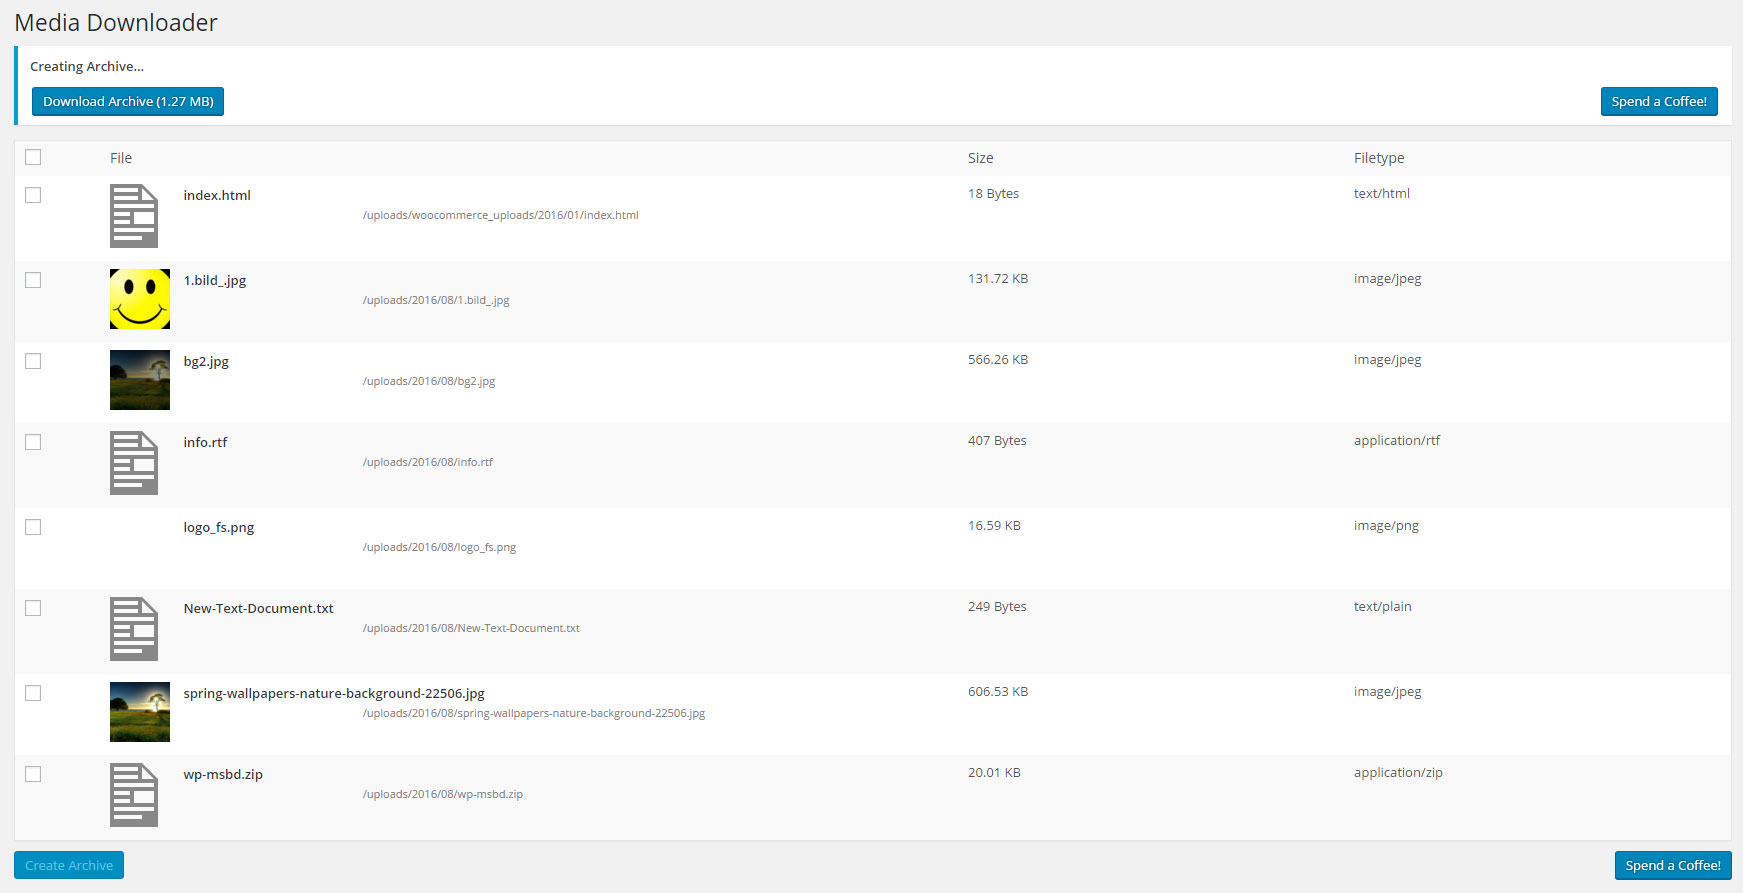 Media Downloader
Creating Archive...
Download Archive (1.27 MB)
Spend a Coffee!
File Size Filetype
index.html 18 Bytes text/html
/uploads/woocommerce_uploads/2016/01/index.html
1.bild_.jpg 131.72 KB image/jpeg
/uploads/2016/08/1.bild_.jpg
bg2.jpg 566.26 KB image/jpeg
/uploads/2016/08/bg2.jpg
info.rtf 407 Bytes application/rtf
/uploads/2016/08/info.rtf
logo_fs.png 16.59 KB image/png
/uploads/2016/08/logo_fs.png
New-Text-Document.txt 249 Bytes text/plain
/uploads/2016/08/New-Text-Document.txt
spring-wallpapers-nature-background-22506.jpg 606.53 KB image/jpeg
/uploads/2016/08/spring-wallpapers-nature-background-22506.jpg
wp-msbd.zip 20.01 KB application/zip
/uploads/2016/08/wp-msbd.zip
Create Archive
Spend a Coffee!